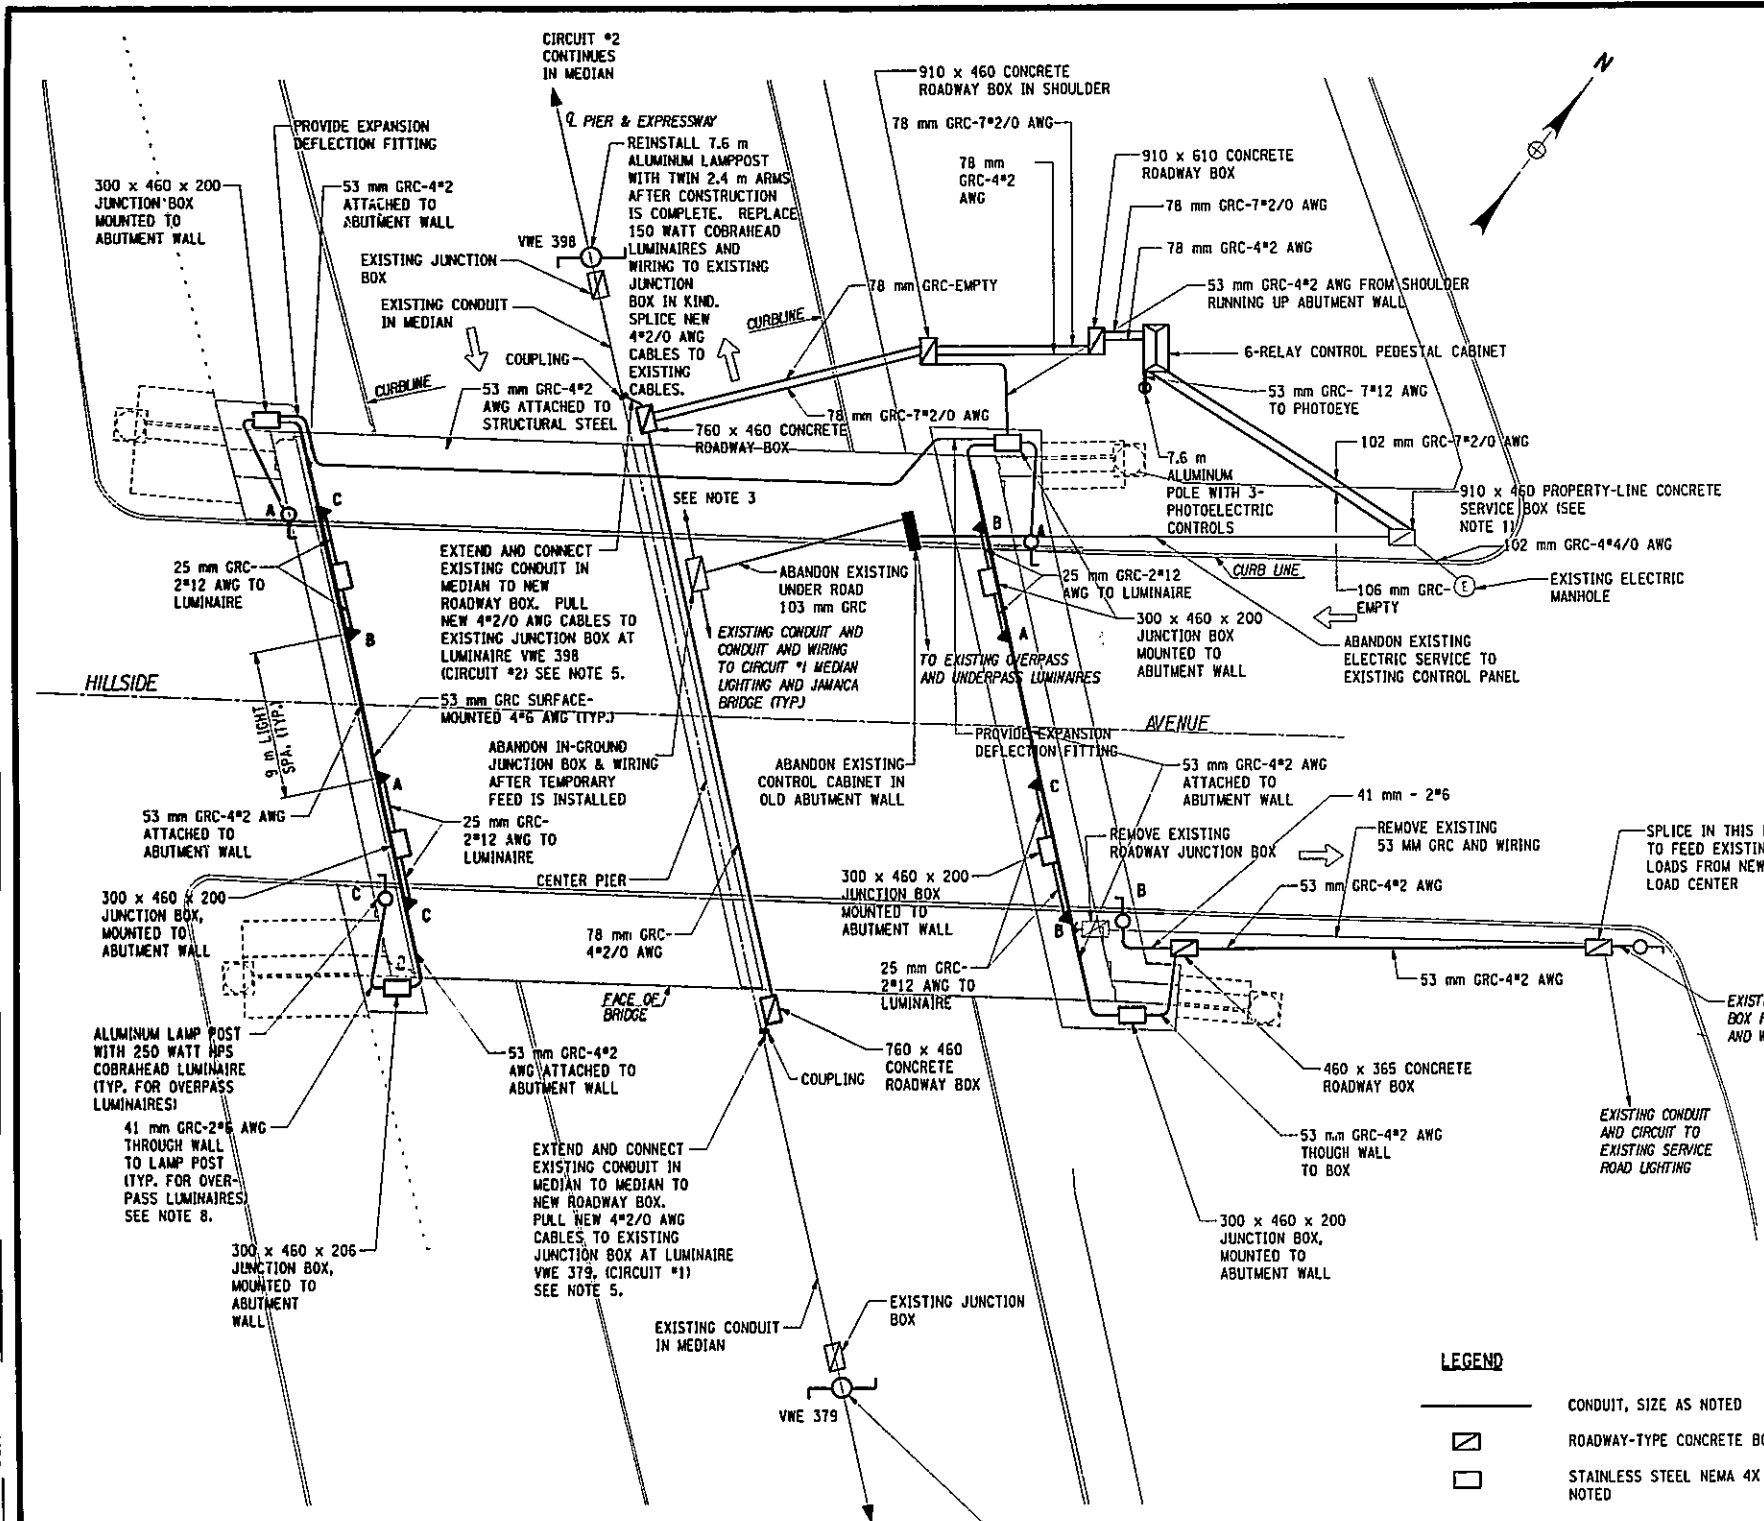 CIRCUIT #2
CONTINUES
IN MEDIAN
℄ PIER & EXPRESSWAY
910 x 460 CONCRETE
ROADWAY BOX IN SHOULDER
N
PROVIDE EXPANSION
DEFLECTION FITTING
REINSTALL 7.6 m
ALUMINUM LAMPPOST
WITH TWIN 2.4 m ARMS
AFTER CONSTRUCTION
IS COMPLETE. REPLACE
150 WATT COBRAHEAD
LUMINAIRES AND
WIRING TO EXISTING
JUNCTION
BOX IN KIND.
SPLICE NEW
4#2/0 AWG
CABLES TO
EXISTING
CABLES.
78 mm GRC-7#2/0 AWG
78 mm
GRC-4#2
AWG
910 x 610 CONCRETE
ROADWAY BOX
300 x 460 x 200
JUNCTION BOX
MOUNTED TO
ABUTMENT WALL
53 mm GRC-4#2
ATTACHED TO
ABUTMENT WALL
78 mm GRC-7#2/0 AWG
VWE 398
78 mm GRC-4#2 AWG
EXISTING JUNCTION
BOX
EXISTING CONDUIT
IN MEDIAN
78 mm GRC-EMPTY
53 mm GRC-4#2 AWG FROM SHOULDER
RUNNING UP ABUTMENT WALL
CURBLINE
COUPLING
6-RELAY CONTROL PEDESTAL CABINET
CURBLINE
53 mm GRC-4#2
AWG ATTACHED TO
STRUCTURAL STEEL
53 mm GRC- 7#12 AWG
TO PHOTOEYE
78 mm GRC-7#2/0 AWG
760 x 460 CONCRETE
ROADWAY BOX
102 mm GRC-7#2/0 AWG
7.6 m
ALUMINUM
POLE WITH 3-
PHOTOELECTRIC
CONTROLS
SEE NOTE 3
910 x 460 PROPERTY-LINE CONCRETE
SERVICE BOX (SEE
NOTE 1)
A
C
B
A
102 mm GRC-4#4/0 AWG
25 mm GRC-
2#12 AWG TO
LUMINAIRE
EXTEND AND CONNECT
EXISTING CONDUIT IN
MEDIAN TO NEW
ROADWAY BOX. PULL
NEW 4#2/0 AWG CABLES TO
EXISTING JUNCTION BOX AT
LUMINAIRE VWE 398
(CIRCUIT #2) SEE NOTE 5.
ABANDON EXISTING
UNDER ROAD
103 mm GRC
25 mm GRC-2#12
AWG TO LUMINAIRE
CURB LINE
106 mm GRC-
EMPTY
E
EXISTING ELECTRIC
MANHOLE
B
A
EXISTING CONDUIT AND
CONDUIT AND WIRING
TO CIRCUIT #1 MEDIAN
LIGHTING AND JAMAICA
BRIDGE (TYP.)
300 x 460 x 200
JUNCTION BOX
MOUNTED TO
ABUTMENT WALL
TO EXISTING OVERPASS
AND UNDERPASS LUMINAIRES
ABANDON EXISTING
ELECTRIC SERVICE TO
EXISTING CONTROL PANEL
HILLSIDE
AVENUE
9 m LIGHT
SPA. (TYP.)
53 mm GRC SURFACE-
MOUNTED 4#6 AWG (TYP.)
PROVIDE EXPANSION
DEFLECTION FITTING
ABANDON IN-GROUND
JUNCTION BOX & WIRING
AFTER TEMPORARY
FEED IS INSTALLED
ABANDON EXISTING
CONTROL CABINET IN
OLD ABUTMENT WALL
53 mm GRC-4#2 AWG
ATTACHED TO
ABUTMENT WALL
A
C
53 mm GRC-4#2 AWG
ATTACHED TO
ABUTMENT WALL
25 mm GRC-
2#12 AWG TO
LUMINAIRE
41 mm - 2#6
REMOVE EXISTING
ROADWAY JUNCTION BOX
REMOVE EXISTING
53 MM GRC AND WIRING
SPLICE IN THIS
TO FEED EXISTIN
LOADS FROM NEW
LOAD CENTER
CENTER PIER
300 x 460 x 200
JUNCTION BOX
MOUNTED TO
ABUTMENT WALL
53 mm GRC-4#2 AWG
300 x 460 x 200
JUNCTION BOX,
MOUNTED TO
ABUTMENT WALL
C
C
B
B
78 mm GRC-
4#2/0 AWG
25 mm GRC-
2#12 AWG TO
LUMINAIRE
53 mm GRC-4#2 AWG
FACE OF
BRIDGE
EXISTI
BOX
AND W
ALUMINUM LAMP POST
WITH 250 WATT HPS
COBRAHEAD LUMINAIRE
(TYP. FOR OVERPASS
LUMINAIRES)
53 mm GRC-4#2
AWG ATTACHED TO
ABUTMENT WALL
COUPLING
760 x 460
CONCRETE
ROADWAY BOX
460 x 365 CONCRETE
ROADWAY BOX
41 mm GRC-2#6 AWG
THROUGH WALL
TO LAMP POST
(TYP. FOR OVER-
PASS LUMINAIRES)
SEE NOTE 8.
EXISTING CONDUIT
AND CIRCUIT TO
EXISTING SERVICE
ROAD LIGHTING
53 mm GRC-4#2 AWG
THOUGH WALL
TO BOX
EXTEND AND CONNECT
EXISTING CONDUIT IN
MEDIAN TO MEDIAN TO
NEW ROADWAY BOX.
PULL NEW 4#2/0 AWG
CABLES TO EXISTING
JUNCTION BOX AT LUMINAIRE
VWE 379. (CIRCUIT #1)
SEE NOTE 5.
300 x 460 x 206
JUNCTION BOX,
MOUNTED TO
ABUTMENT
WALL
300 x 460 x 200
JUNCTION BOX,
MOUNTED TO
ABUTMENT WALL
EXISTING CONDUIT
IN MEDIAN
EXISTING JUNCTION
BOX
VWE 379
LEGEND
CONDUIT, SIZE AS NOTED
ROADWAY-TYPE CONCRETE BO
STAINLESS STEEL NEMA 4X
NOTED